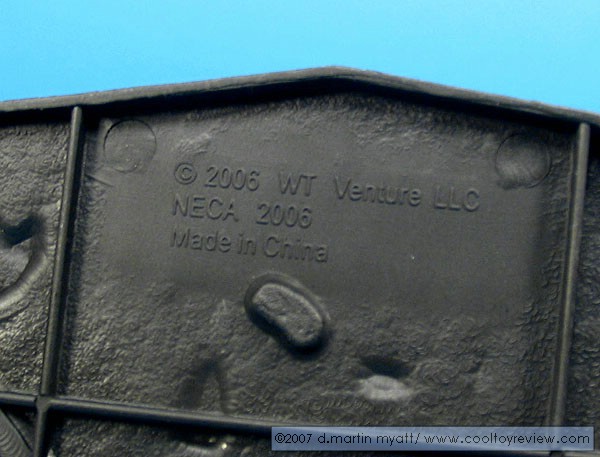 © 2006 WT Venture LLC
NECA 2006
Made in China
©2007 d.martin myatt/ www.cooltoyreview.com